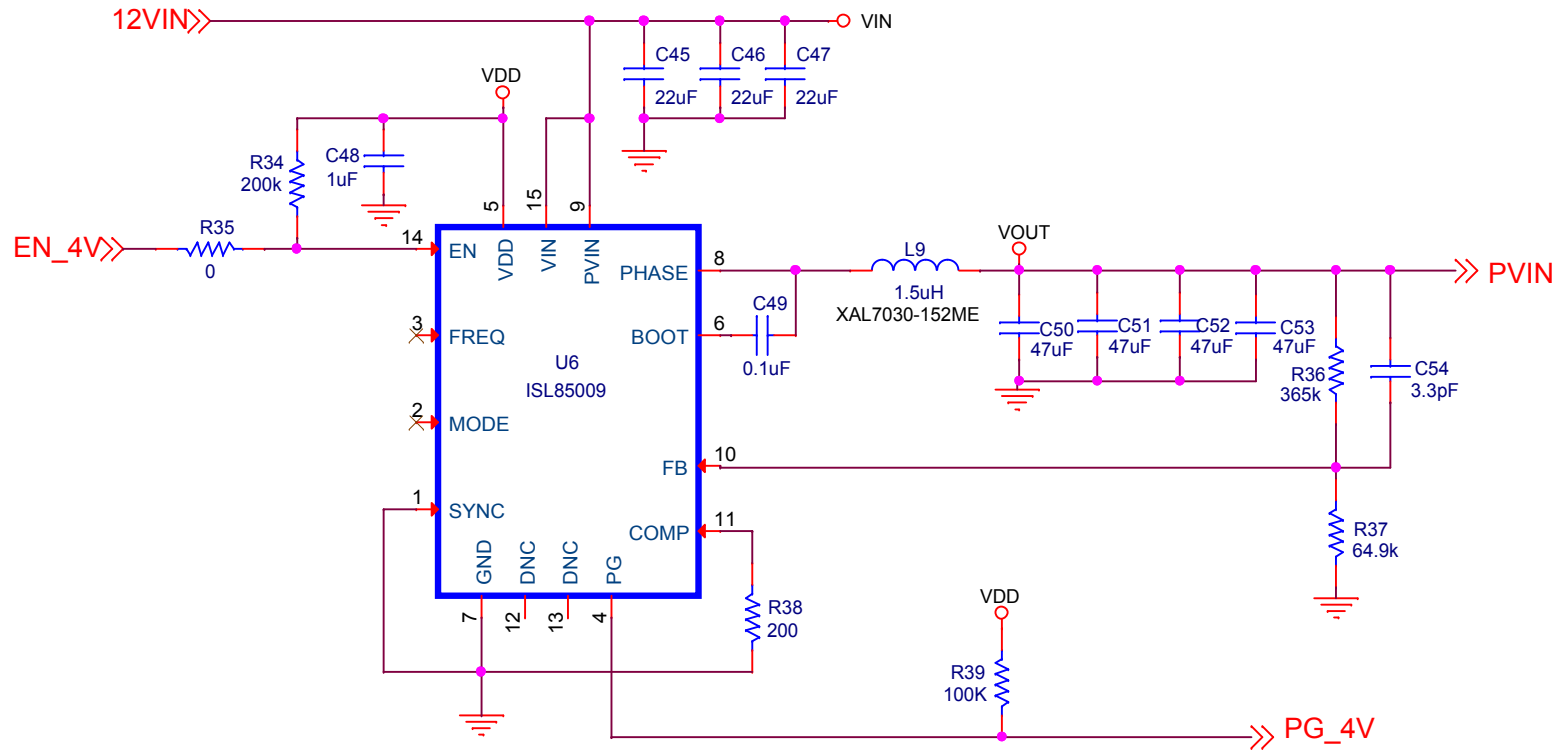 12VIN
VIN
C45
22uF
C46
22uF
C47
22uF
VDD
R34
200k
C48
1uF
EN_4V
R35
0
5
15
9
14
EN
VDD
VIN
PVIN
PHASE
8
3
FREQ
BOOT
6
U6
ISL85009
2
MODE
FB
10
1
SYNC
COMP
11
GND
DNC
DNC
PG
7
12
13
4
C49
0.1uF
L9
1.5uH
XAL7030-152ME
VOUT
PVIN
C50
47uF
C51
47uF
C52
47uF
C53
47uF
R36
365k
C54
3.3pF
R37
64.9k
R38
200
VDD
R39
100K
PG_4V